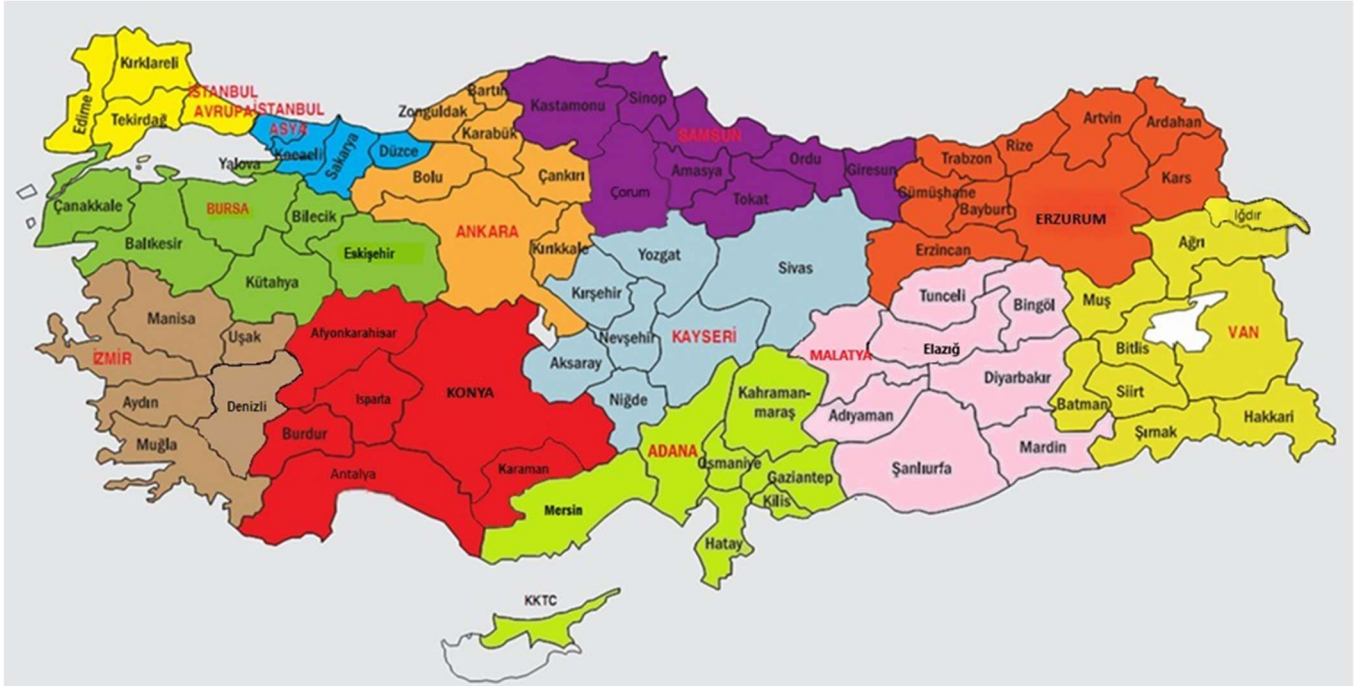 Kırklareli
Edirne
Tekirdağ
İSTANBUL
AVRUPA
İSTANBUL
ASYA
Kocaeli
Sakarya
Düzce
Yalova
Zonguldak
Bartın
Karabük
Bolu
Çankırı
ANKARA
Kırıkkale
Kastamonu
Sinop
SAMSUN
Çorum
Amasya
Ordu
Tokat
Giresun
Trabzon
Rize
Artvin
Ardahan
Gümüşhane
Bayburt
Kars
ERZURUM
Erzincan
Iğdır
Ağrı
Çanakkale
BURSA
Bilecik
Balıkesir
Eskişehir
Kütahya
Yozgat
Sivas
Kırşehir
Nevşehir
KAYSERİ
Aksaray
Niğde
Tunceli
Bingöl
Muş
MALATYA
Elazığ
Bitlis
VAN
Diyarbakır
Siirt
Batman
Adıyaman
Mardin
Şırnak
Hakkari
Şanlıurfa
Manisa
Uşak
İZMİR
Aydın
Denizli
Muğla
Afyonkarahisar
Isparta
KONYA
Burdur
Antalya
Karaman
Kahraman-
maraş
ADANA
Osmaniye
Gaziantep
Kilis
Mersin
Hatay
KKTC